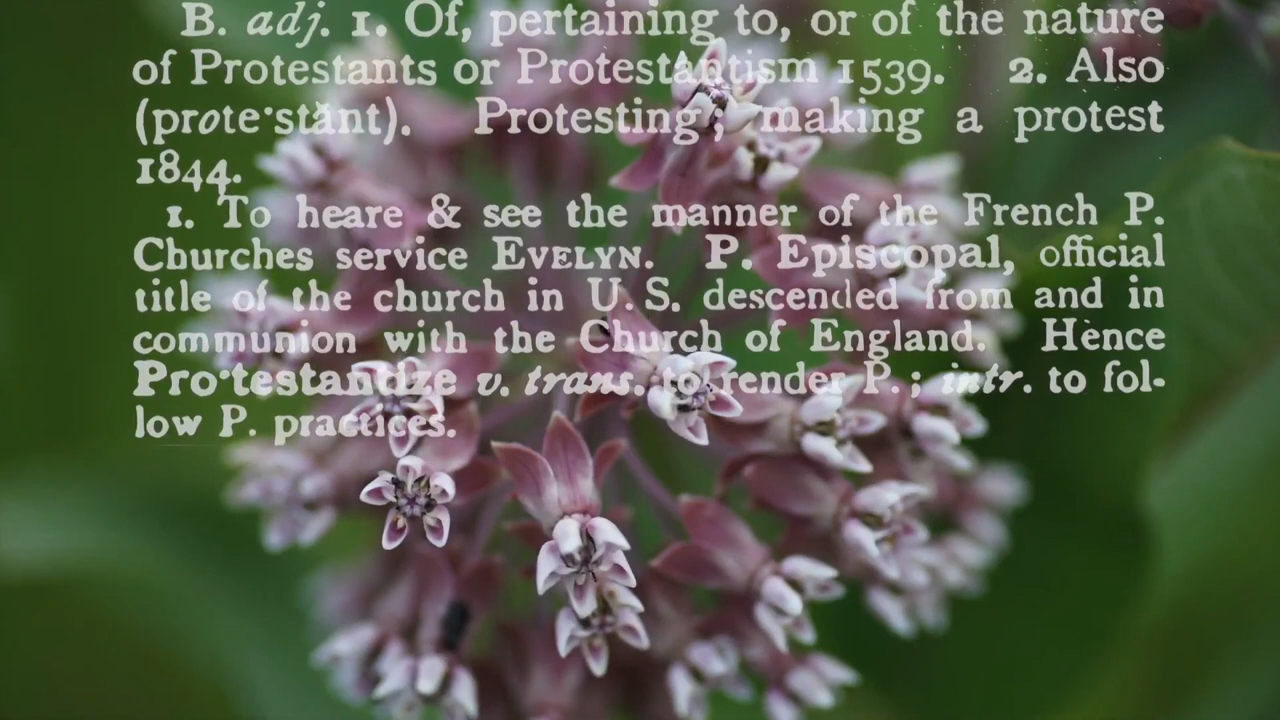 B. adj. 1. Of, pertaining to, or of the nature
of Protestants or Protestantism 1539. 2. Also
(prote·stănt). Protesting; making a protest
1844.
1. To heare & see the manner of the French P.
Churches service EVELYN. P. Episcopal, official
title of the church in U. S. descended from and in
communion with the Church of England. Hence
Pro·testantize v. trans. to render P.; intr. to fol-
low P. practices.